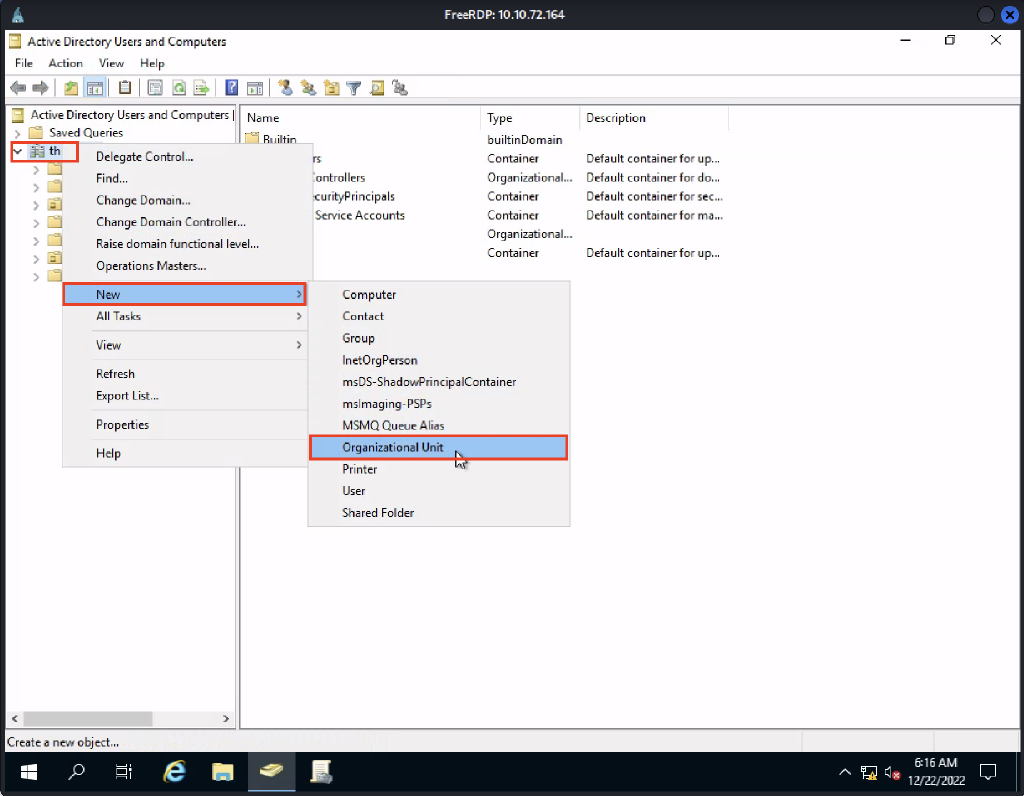 FreeRDP: 10.10.72.164
Active Directory Users and Computers
File Action View Help
Active Directory Users and Computers
Saved Queries
th
Name Type Description
Builtin builtinDomain
rs Container Default container for up...
Controllers Organizational... Default container for do...
ecurityPrincipals Container Default container for sec...
Service Accounts Container Default container for ma...
Organizational...
Container Default container for up...
Delegate Control...
Find...
Change Domain...
Change Domain Controller...
Raise domain functional level...
Operations Masters...
New
All Tasks
View
Refresh
Export List...
Properties
Help
Computer
Contact
Group
InetOrgPerson
msDS-ShadowPrincipalContainer
msImaging-PSPs
MSMQ Queue Alias
Organizational Unit
Printer
User
Shared Folder
Create a new object...
6:16 AM
12/22/2022